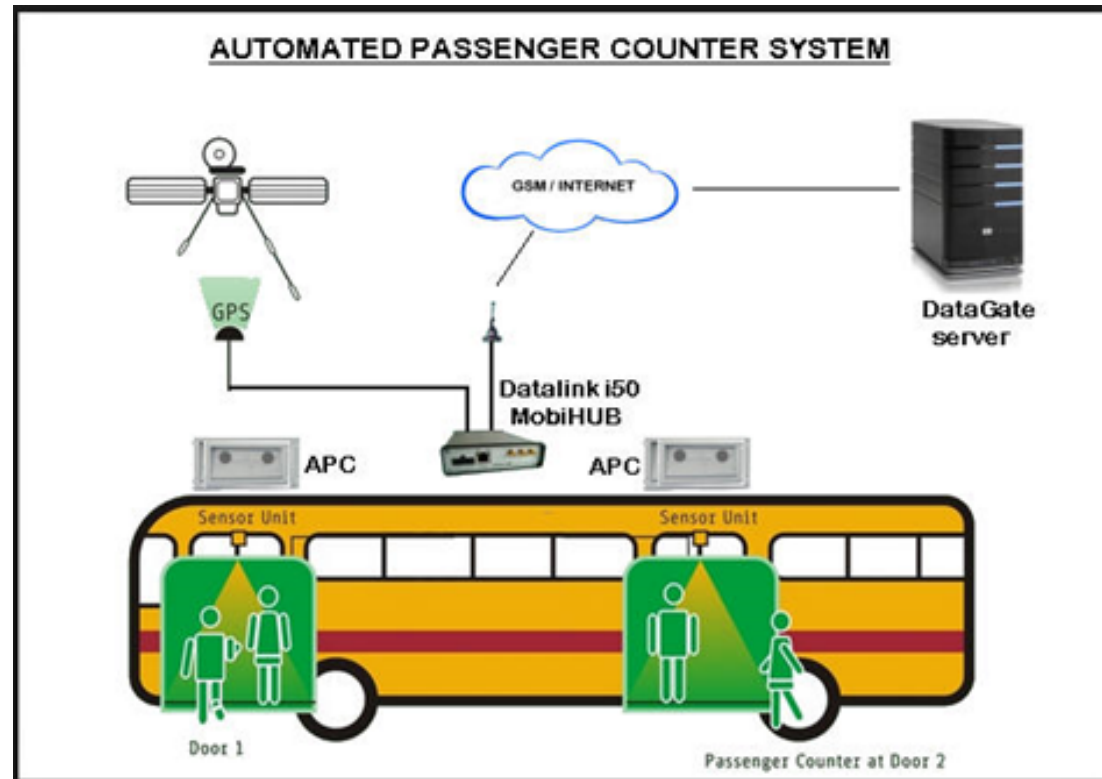 AUTOMATED PASSENGER COUNTER SYSTEM
GSM / INTERNET
GPS
DataGate
server
Datalink i50
MobiHUB
APC
APC
Sensor Unit
Sensor Unit
Door 1
Passenger Counter at Door 2